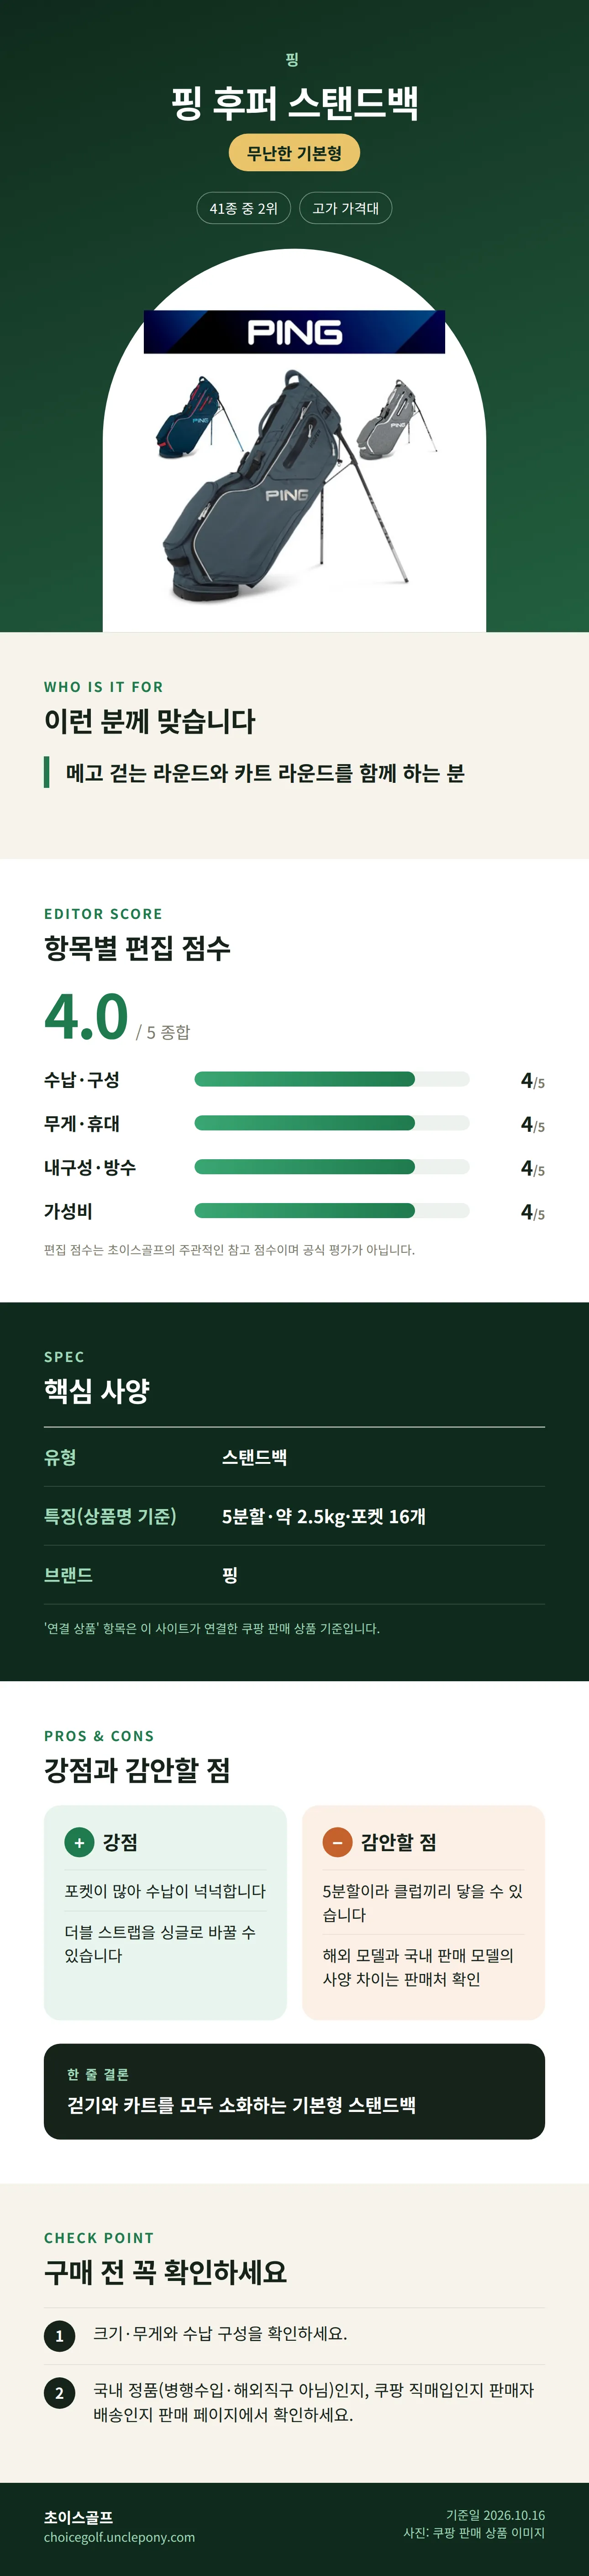 핑
핑 후퍼 스탠드백
무난한 기본형
41종 중 2위
고가 가격대
PING
PING
PING
PING
WHO IS IT FOR
이런 분께 맞습니다
메고 걷는 라운드와 카트 라운드를 함께 하는 분
EDITOR SCORE
항목별 편집 점수
4.0 / 5 종합
수납·구성 4/5
무게·휴대 4/5
내구성·방수 4/5
가성비 4/5
편집 점수는 초이스골프의 주관적인 참고 점수이며 공식 평가가 아닙니다.
SPEC
핵심 사양
유형 스탠드백
특징(상품명 기준) 5분할·약 2.5kg·포켓 16개
브랜드 핑
'연결 상품' 항목은 이 사이트가 연결한 쿠팡 판매 상품 기준입니다.
PROS & CONS
강점과 감안할 점
+ 강점
포켓이 많아 수납이 넉넉합니다
더블 스트랩을 싱글로 바꿀 수
있습니다
− 감안할 점
5분할이라 클럽끼리 닿을 수 있
습니다
해외 모델과 국내 판매 모델의
사양 차이는 판매처 확인
한 줄 결론
걷기와 카트를 모두 소화하는 기본형 스탠드백
CHECK POINT
구매 전 꼭 확인하세요
1 크기·무게와 수납 구성을 확인하세요.
2 국내 정품(병행수입·해외직구 아님)인지, 쿠팡 직매입인지 판매자
배송인지 판매 페이지에서 확인하세요.
초이스골프
choicegolf.unclepony.com
기준일 2026.10.16
사진: 쿠팡 판매 상품 이미지